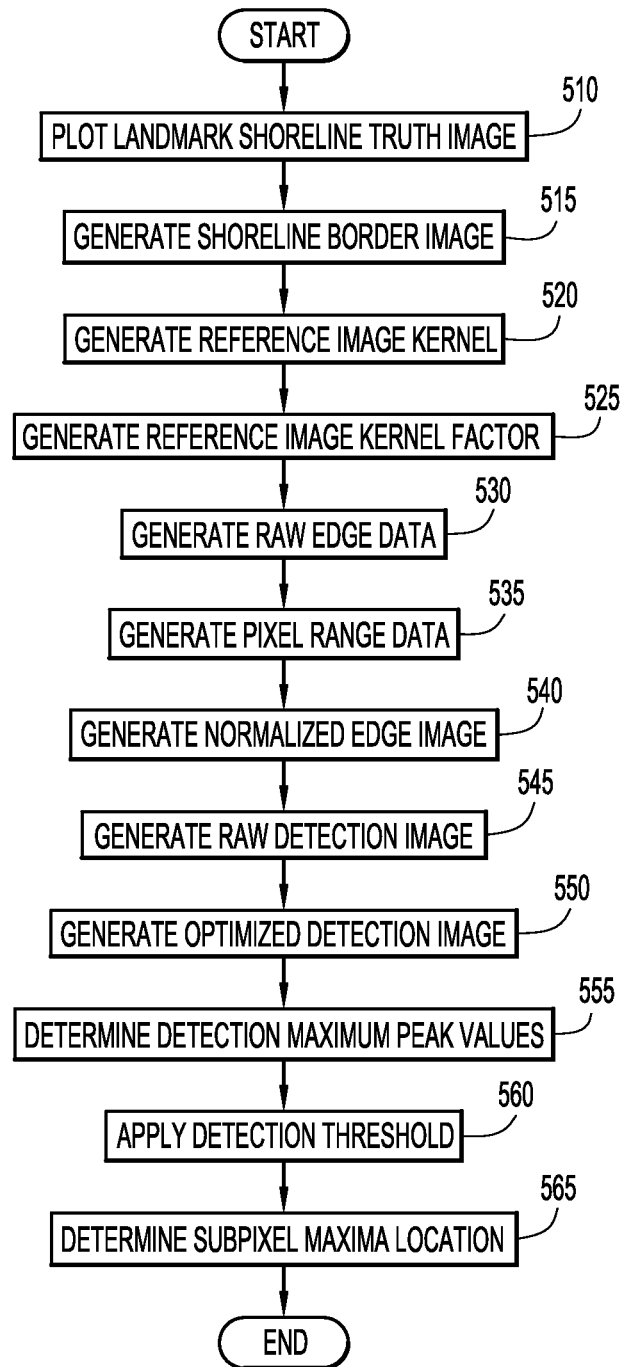 START
510
PLOT LANDMARK SHORELINE TRUTH IMAGE
515
GENERATE SHORELINE BORDER IMAGE
520
GENERATE REFERENCE IMAGE KERNEL
525
GENERATE REFERENCE IMAGE KERNEL FACTOR
530
GENERATE RAW EDGE DATA
535
GENERATE PIXEL RANGE DATA
540
GENERATE NORMALIZED EDGE IMAGE
545
GENERATE RAW DETECTION IMAGE
550
GENERATE OPTIMIZED DETECTION IMAGE
555
DETERMINE DETECTION MAXIMUM PEAK VALUES
560
APPLY DETECTION THRESHOLD
565
DETERMINE SUBPIXEL MAXIMA LOCATION
END